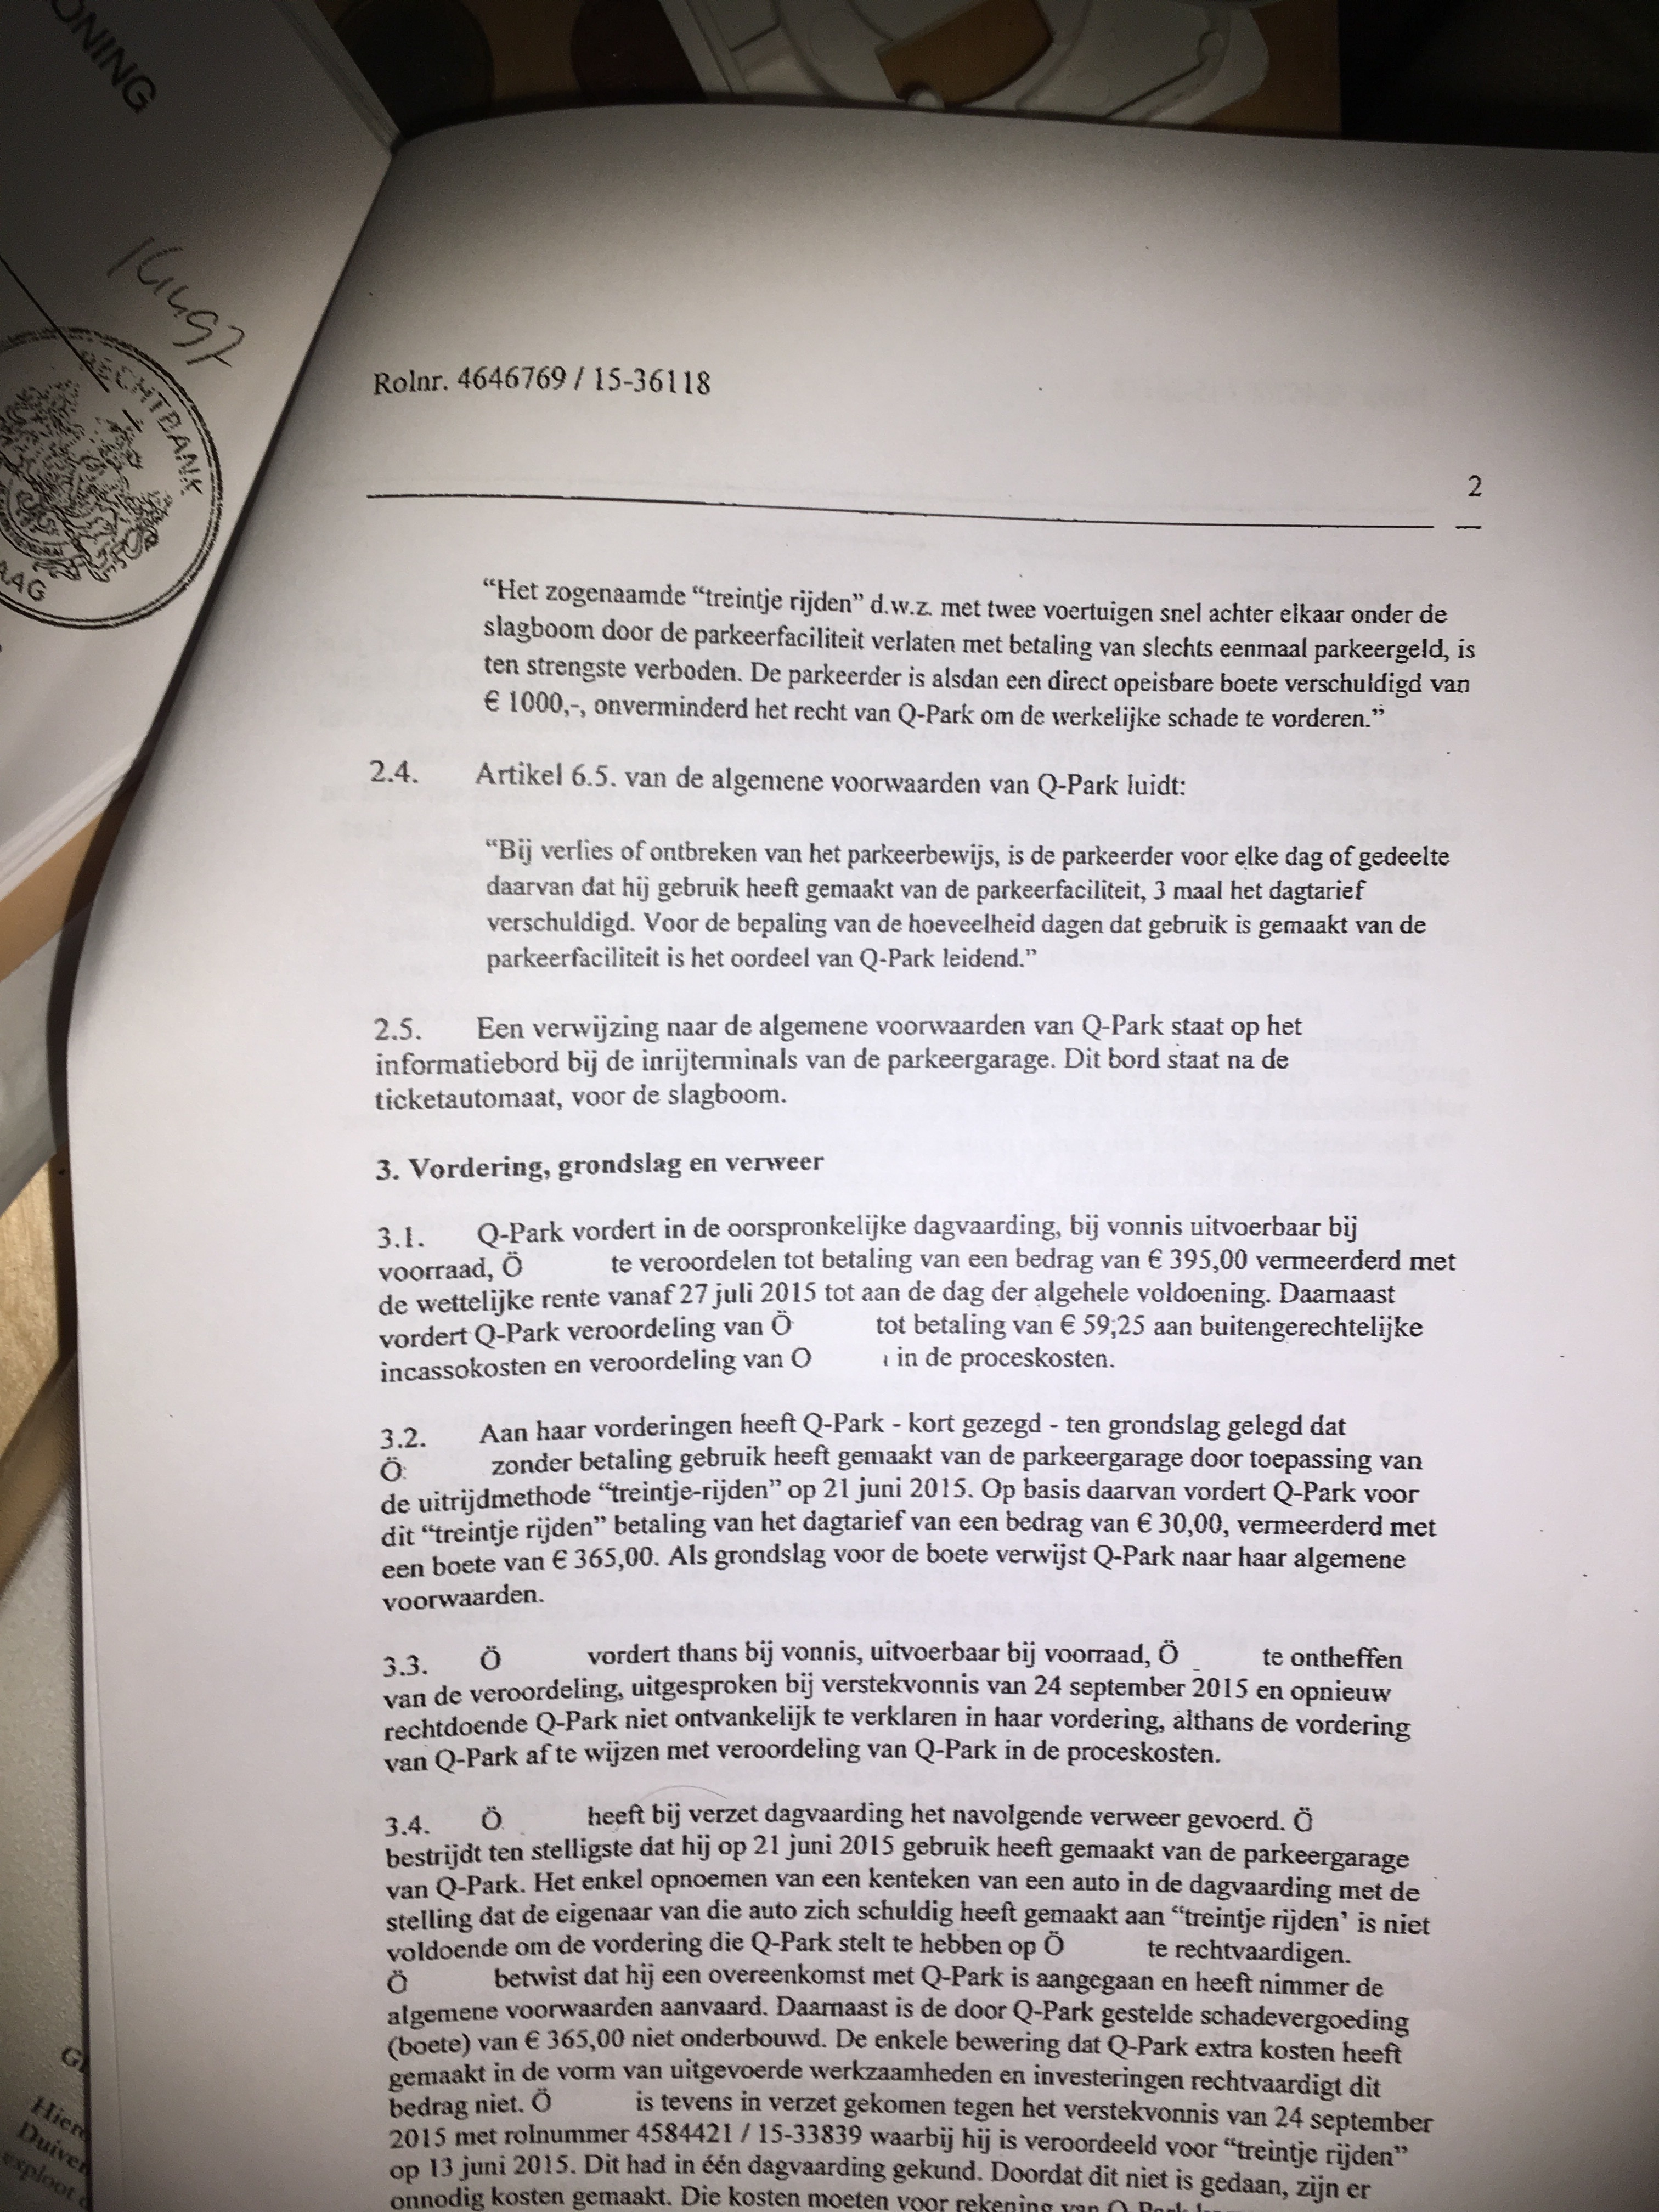 ONING
RECHTBANK
AAG
Rolnr. 4646769 / 15-36118
2
“Het zogenaamde “treintje rijden” d.w.z. met twee voertuigen snel achter elkaar onder de
slagboom door de parkeerfaciliteit verlaten met betaling van slechts eenmaal parkeergeld, is
ten strengste verboden. De parkeerder is alsdan een direct opeisbare boete verschuldigd van
€ 1000,-, onverminderd het recht van Q-Park om de werkelijke schade te vorderen.”
2.4. Artikel 6.5. van de algemene voorwaarden van Q-Park luidt:
“Bij verlies of ontbreken van het parkeerbewijs, is de parkeerder voor elke dag of gedeelte
daarvan dat hij gebruik heeft gemaakt van de parkeerfaciliteit, 3 maal het dagtarief
verschuldigd. Voor de bepaling van de hoeveelheid dagen dat gebruik is gemaakt van de
parkeerfaciliteit is het oordeel van Q-Park leidend.”
2.5. Een verwijzing naar de algemene voorwaarden van Q-Park staat op het
informatiebord bij de inrijterminals van de parkeergarage. Dit bord staat na de
ticketautomaat, voor de slagboom.
3. Vordering, grondslag en verweer
3.1. Q-Park vordert in de oorspronkelijke dagvaarding, bij vonnis uitvoerbaar bij
voorraad, Ö te veroordelen tot betaling van een bedrag van € 395,00 vermeerderd met
de wettelijke rente vanaf 27 juli 2015 tot aan de dag der algehele voldoening. Daarnaast
vordert Q-Park veroordeling van Ö tot betaling van € 59,25 aan buitengerechtelijke
incassokosten en veroordeling van O in de proceskosten.
3.2. Aan haar vorderingen heeft Q-Park - kort gezegd - ten grondslag gelegd dat
Ö zonder betaling gebruik heeft gemaakt van de parkeergarage door toepassing van
de uitrijdmethode “treintje-rijden” op 21 juni 2015. Op basis daarvan vordert Q-Park voor
dit “treintje rijden” betaling van het dagtarief van een bedrag van € 30,00, vermeerderd met
een boete van € 365,00. Als grondslag voor de boete verwijst Q-Park naar haar algemene
voorwaarden.
3.3. Ö vordert thans bij vonnis, uitvoerbaar bij voorraad, Ö te ontheffen
van de veroordeling, uitgesproken bij verstekvonnis van 24 september 2015 en opnieuw
rechtdoende Q-Park niet ontvankelijk te verklaren in haar vordering, althans de vordering
van Q-Park af te wijzen met veroordeling van Q-Park in de proceskosten.
3.4. Ö heeft bij verzet dagvaarding het navolgende verweer gevoerd. Ö
bestrijdt ten stelligste dat hij op 21 juni 2015 gebruik heeft gemaakt van de parkeergarage
van Q-Park. Het enkel opnoemen van een kenteken van een auto in de dagvaarding met de
stelling dat de eigenaar van die auto zich schuldig heeft gemaakt aan “treintje rijden’ is niet
voldoende om de vordering die Q-Park stelt te hebben op Ö te rechtvaardigen.
Ö betwist dat hij een overeenkomst met Q-Park is aangegaan en heeft nimmer de
algemene voorwaarden aanvaard. Daarnaast is de door Q-Park gestelde schadevergoeding
(boete) van € 365,00 niet onderbouwd. De enkele bewering dat Q-Park extra kosten heeft
gemaakt in de vorm van uitgevoerde werkzaamheden en investeringen rechtvaardigt dit
bedrag niet. Ö is tevens in verzet gekomen tegen het verstekvonnis van 24 september
2015 met rolnummer 4584421 / 15-33839 waarbij hij is veroordeeld voor “treintje rijden”
op 13 juni 2015. Dit had in één dagvaarding gekund. Doordat dit niet is gedaan, zijn er
onnodig kosten gemaakt. Die kosten moeten voor rekening van Q-Park
Hier
Duiven
exploot